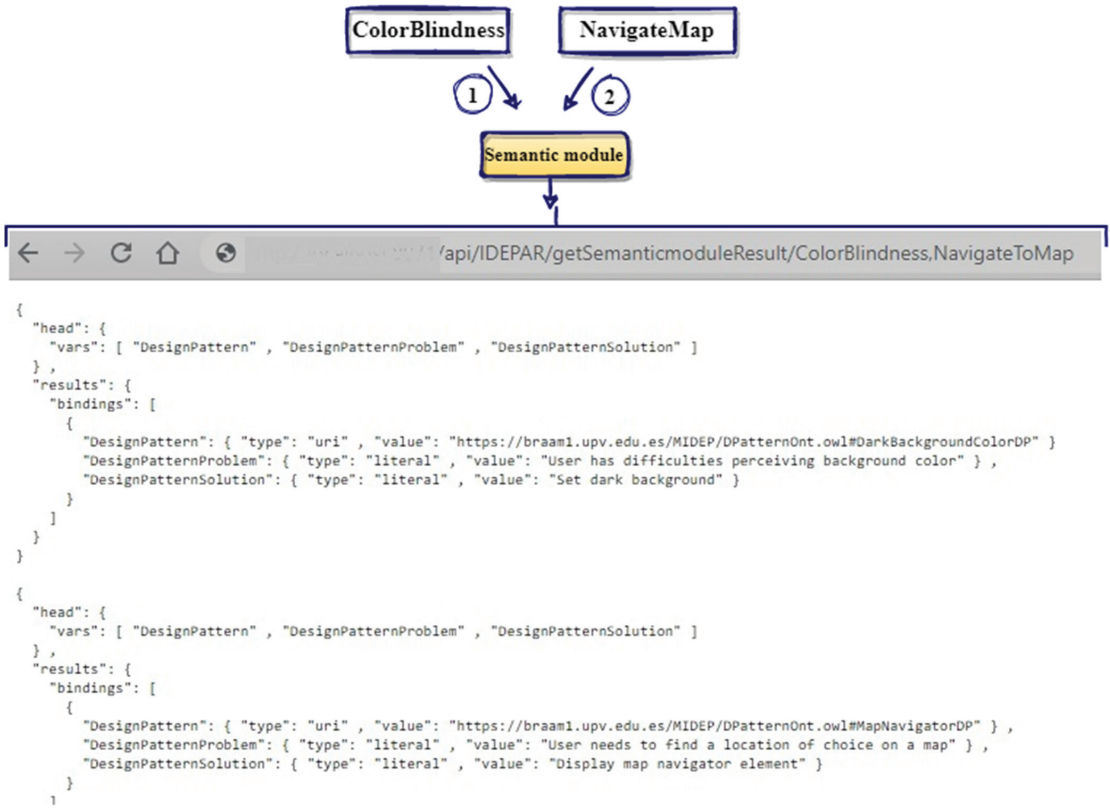 ColorBlindness NavigateMap
1 2
Semantic module
/api/IDEPAR/getSemanticmoduleResult/ColorBlindness,NavigateToMap
{
"head": {
"vars": [ "DesignPattern" , "DesignPatternProblem" , "DesignPatternSolution" ]
} ,
"results": {
"bindings": [
{
"DesignPattern": { "type": "uri" , "value": "https://braam1.upv.edu.es/MIDEP/DPatternOnt.owl#DarkBackgroundColorDP" }
"DesignPatternProblem": { "type": "literal" , "value": "User has difficulties perceiving background color" } ,
"DesignPatternSolution": { "type": "literal" , "value": "Set dark background" }
}
]
}
}
{
"head": {
"vars": [ "DesignPattern" , "DesignPatternProblem" , "DesignPatternSolution" ]
} ,
"results": {
"bindings": [
{
"DesignPattern": { "type": "uri" , "value": "https://braam1.upv.edu.es/MIDEP/DPatternOnt.owl#MapNavigatorDP" } ,
"DesignPatternProblem": { "type": "literal" , "value": "User needs to find a location of choice on a map" } ,
"DesignPatternSolution": { "type": "literal" , "value": "Display map navigator element" }
}
]